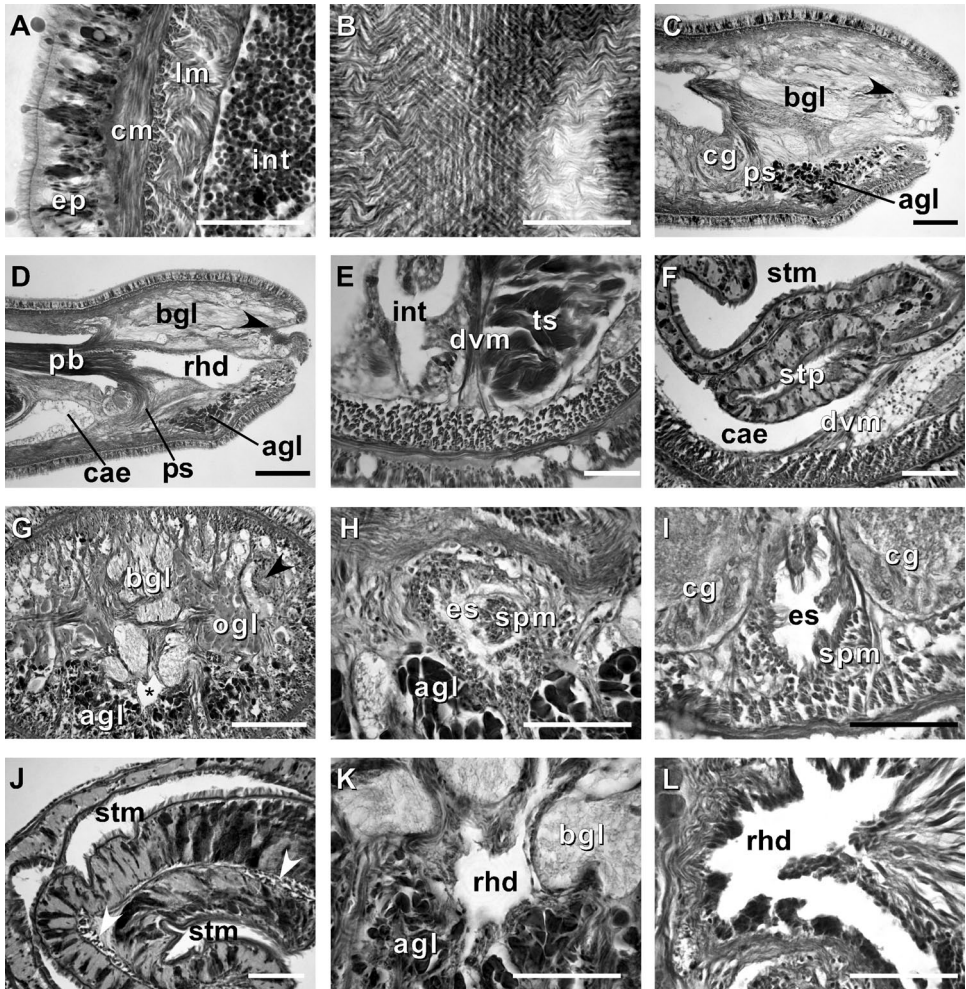 A
ep
cm
lm
int
B
C
bgl
cg
ps
agl
D
bgl
pb
rhd
cae
ps
agl
E
int
dvm
ts
F
stm
stp
cae
dvm
G
bgl
ogl
*
agl
H
es
spm
agl
I
cg
cg
es
spm
J
stm
stm
K
bgl
rhd
agl
L
rhd